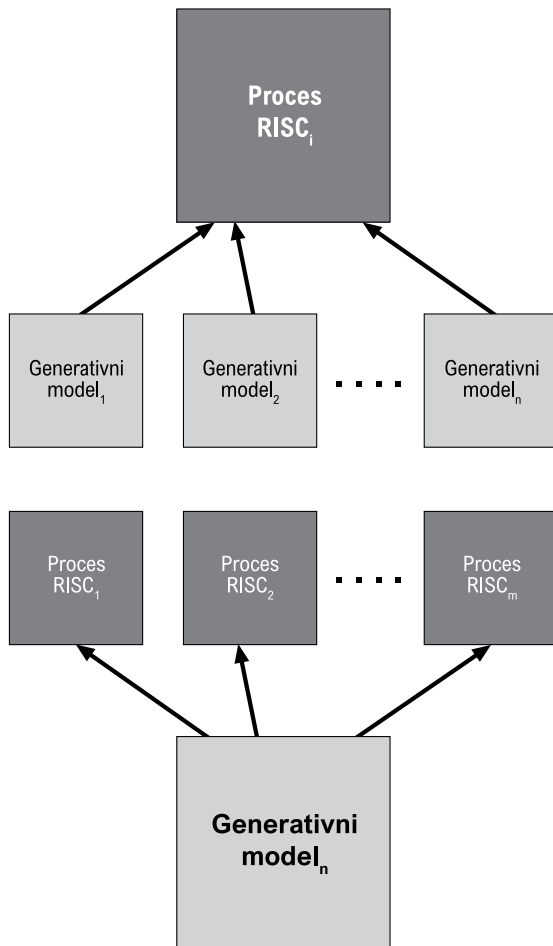 Proces
RISCᵢ
Generativni
model₁
Generativni
model₂
Generativni
modelₙ
Proces
RISC₁
Proces
RISC₂
Proces
RISCₘ
Generativni
modelₙ